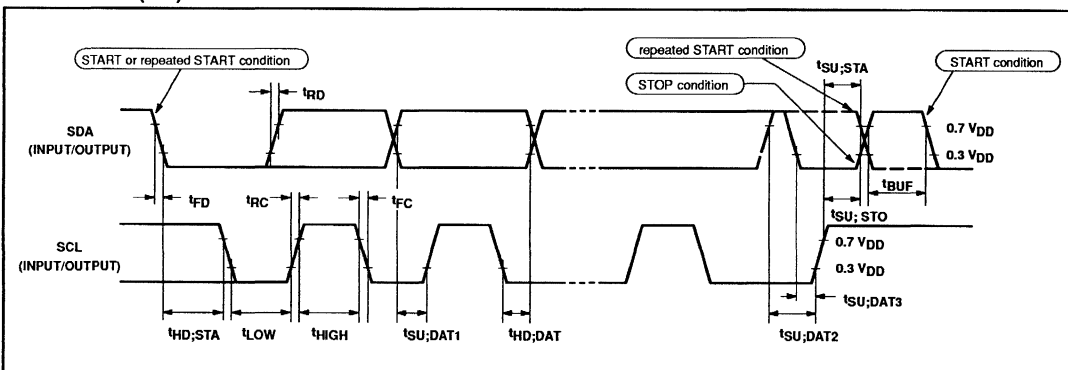 repeated START condition
START or repeated START condition
tSU;STA
START condition
STOP condition
tRD
SDA
(INPUT/OUTPUT)
0.7 VDD
0.3 VDD
tFD
tRC
tFC
tBUF
tSU; STO
SCL
(INPUT/OUTPUT)
0.7 VDD
0.3 VDD
tSU;DAT3
tHD;STA
tLOW
tHIGH
tSU;DAT1
tHD;DAT
tSU;DAT2